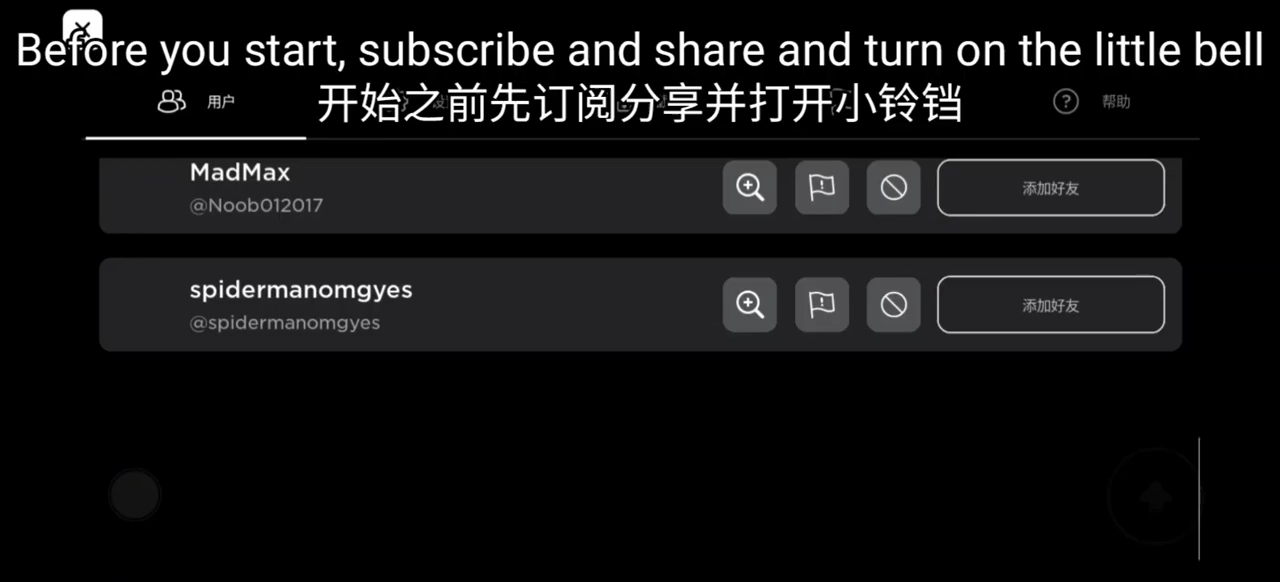 Before you start, subscribe and share and turn on the little bell
开始之前先订阅分享并打开小铃铛
用户
帮助
MadMax
@Noob012017
添加好友
spidermanomgyes
@spidermanomgyes
添加好友